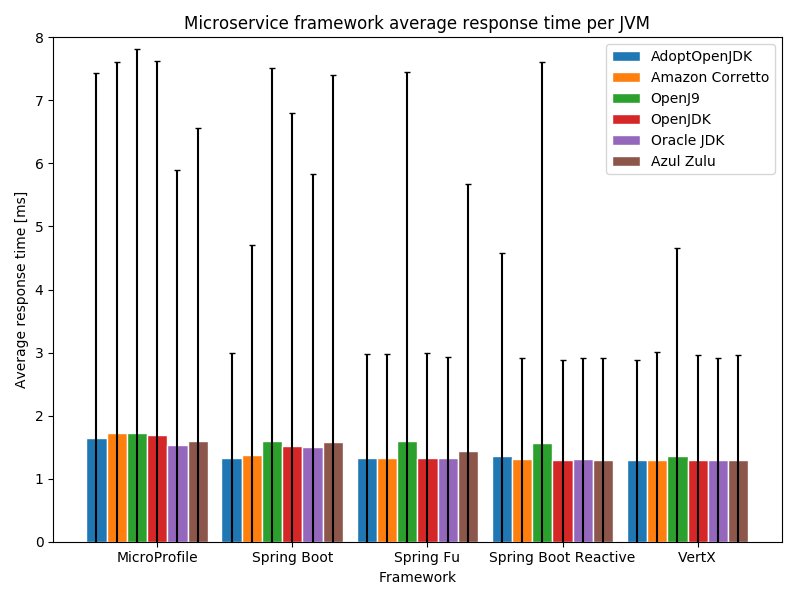 Microservice framework average response time per JVM
8
7
6
5
4
3
2
1
0
Average response time [ms]
AdoptOpenJDK
Amazon Corretto
OpenJ9
OpenJDK
Oracle JDK
Azul Zulu
MicroProfile Spring Boot Spring Fu Spring Boot Reactive VertX
Framework